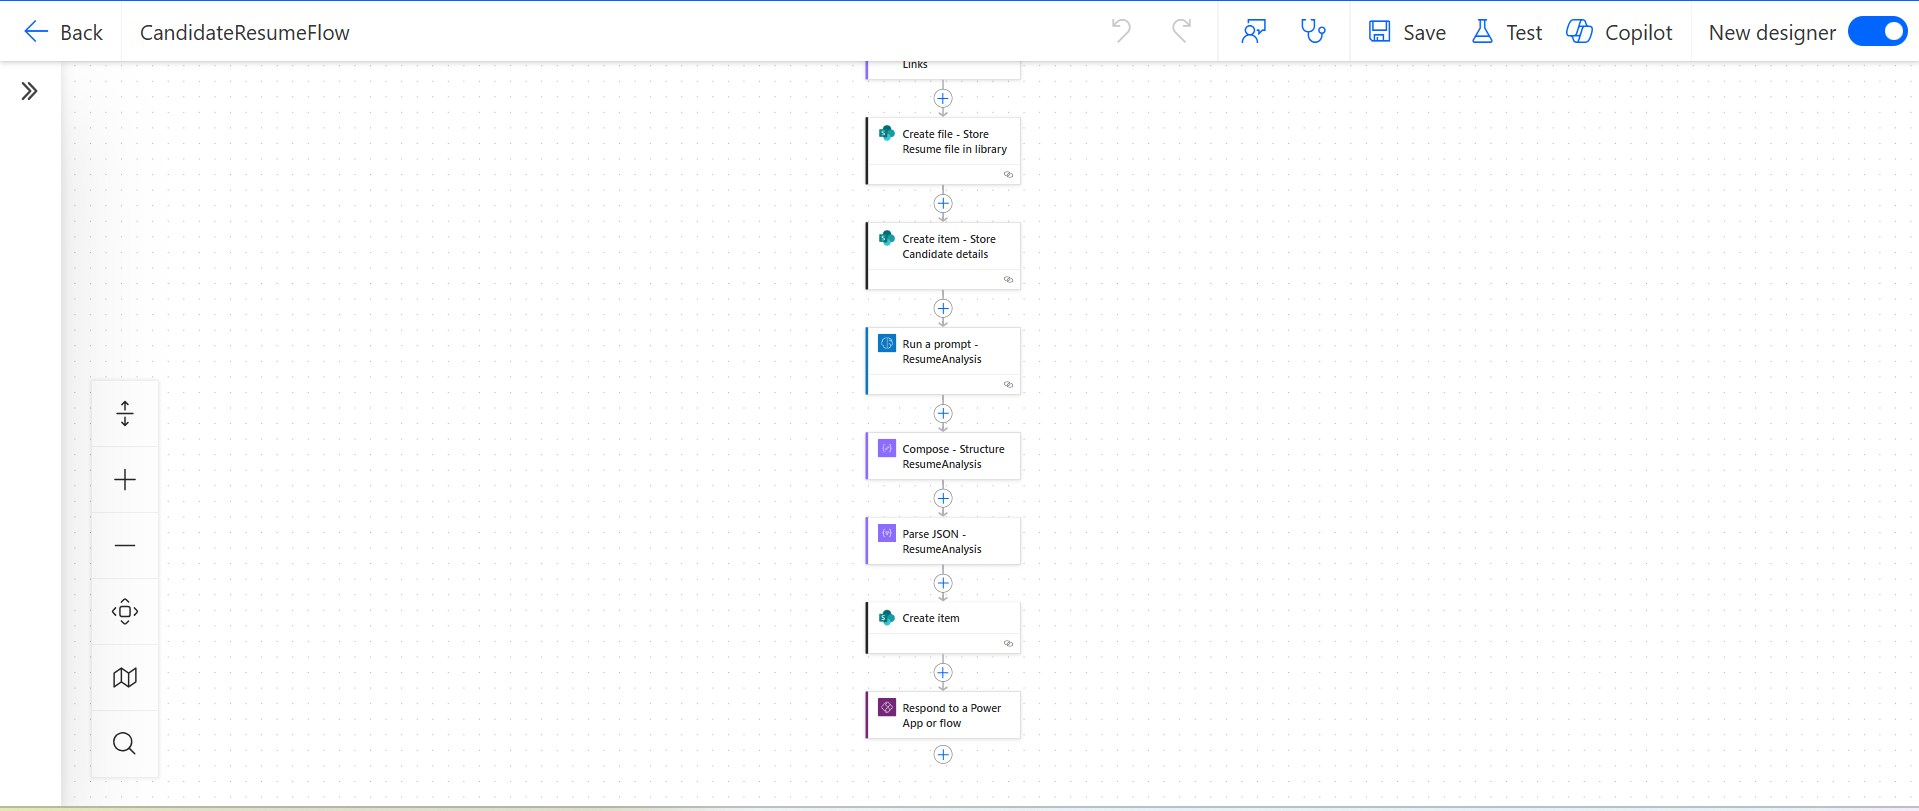 Back
CandidateResumeFlow
Save
Test
Copilot
New designer
Links
Create file - Store
Resume file in library
Create item - Store
Candidate details
Run a prompt -
ResumeAnalysis
Compose - Structure
ResumeAnalysis
Parse JSON -
ResumeAnalysis
Create item
Respond to a Power
App or flow